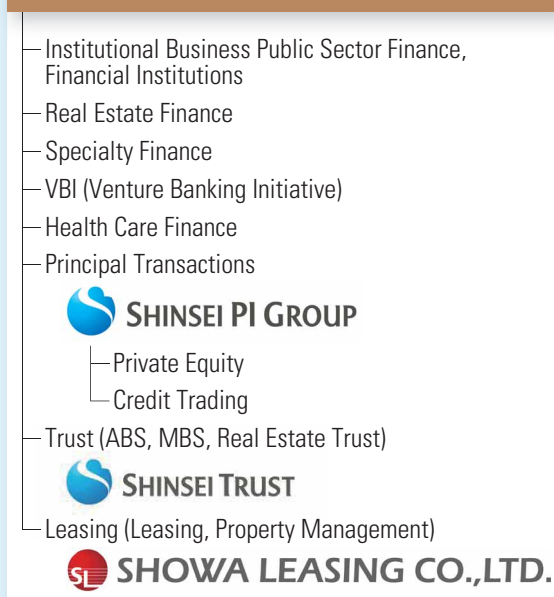 Institutional Business Public Sector Finance,
Financial Institutions
Real Estate Finance
Specialty Finance
VBI (Venture Banking Initiative)
Health Care Finance
Principal Transactions
SHINSEI PI GROUP
Private Equity
Credit Trading
Trust (ABS, MBS, Real Estate Trust)
SHINSEI TRUST
Leasing (Leasing, Property Management)
SL SHOWA LEASING CO.,LTD.